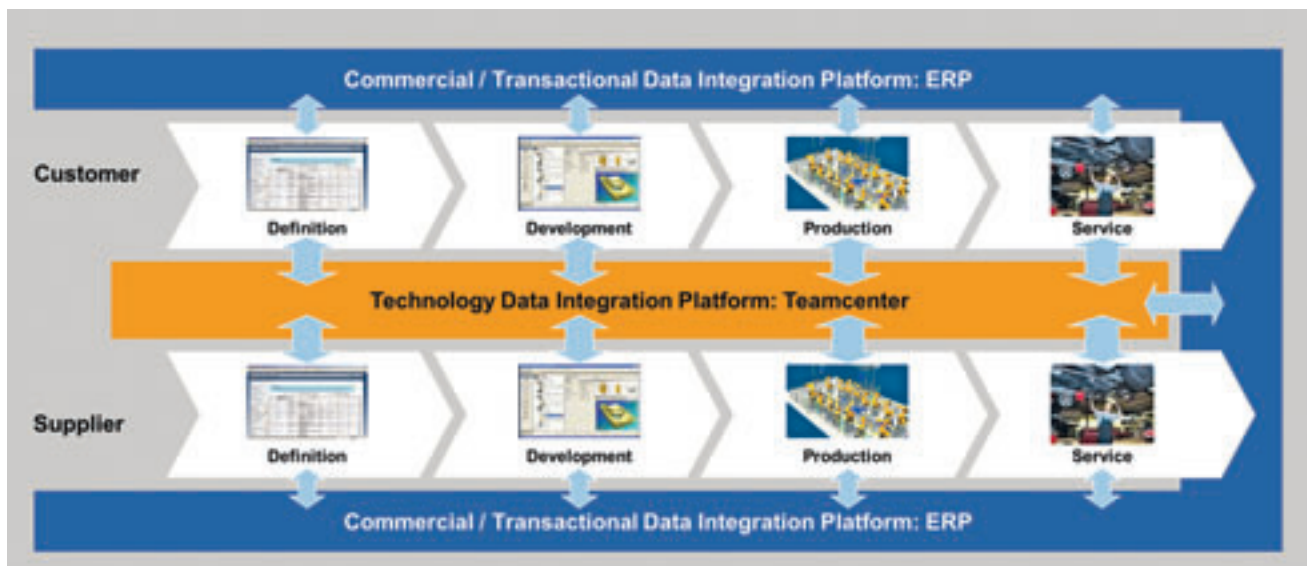 Commercial / Transactional Data Integration Platform: ERP
Customer
Definition
Development
Production
Service
Technology Data Integration Platform: Teamcenter
Supplier
Definition
Development
Production
Service
Commercial / Transactional Data Integration Platform: ERP